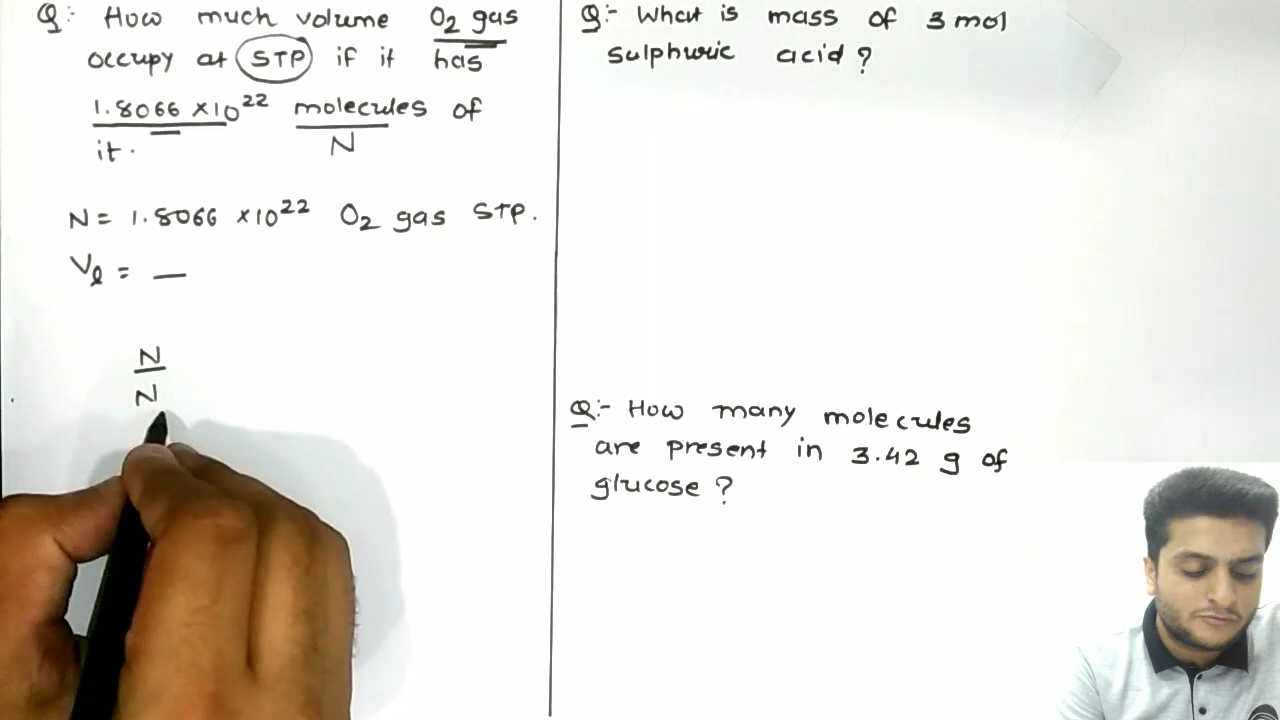 Q:- How much volume O2 gas
occupy at STP if it has
1.8066 ×10^22 molecules of
it.
N
N = 1.8066 ×10^22 O2 gas STP.
Vl = —
N
N
Q:- What is mass of 3 mol
sulphuric acid?
Q:- How many molecules
are present in 3.42 g of
glucose?